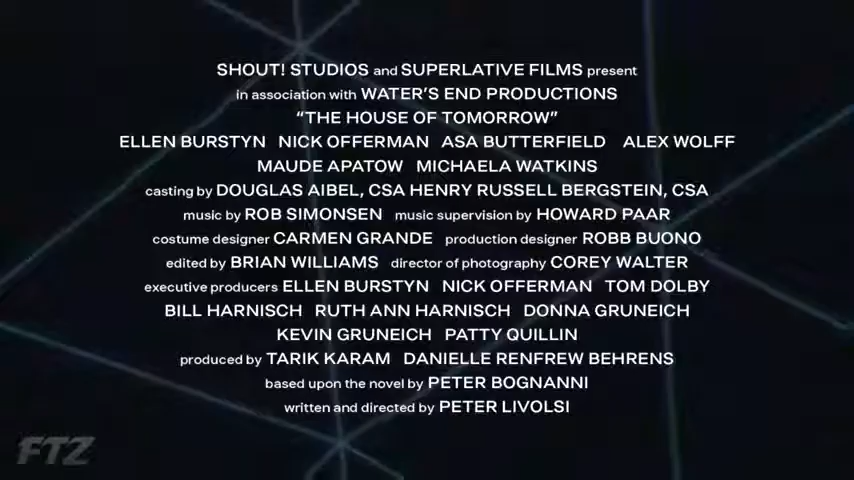 SHOUT! STUDIOS and SUPERLATIVE FILMS present
in association with WATER'S END PRODUCTIONS
"THE HOUSE OF TOMORROW"
ELLEN BURSTYN NICK OFFERMAN ASA BUTTERFIELD ALEX WOLFF
MAUDE APATOW MICHAELA WATKINS
casting by DOUGLAS AIBEL, CSA HENRY RUSSELL BERGSTEIN, CSA
music by ROB SIMONSEN music supervision by HOWARD PAAR
costume designer CARMEN GRANDE production designer ROBB BUONO
edited by BRIAN WILLIAMS director of photography COREY WALTER
executive producers ELLEN BURSTYN NICK OFFERMAN TOM DOLBY
BILL HARNISCH RUTH ANN HARNISCH DONNA GRUNEICH
KEVIN GRUNEICH PATTY QUILLIN
produced by TARIK KARAM DANIELLE RENFREW BEHRENS
based upon the novel by PETER BOGNANNI
written and directed by PETER LIVOLSI
FTZ